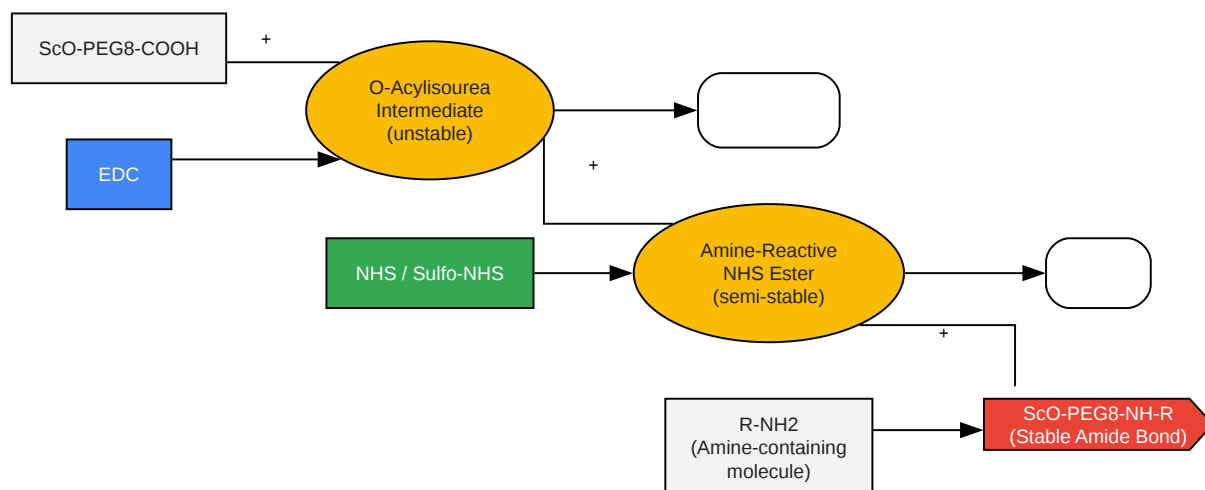 ScO-PEG8-COOH
+
O-Acylisourea
Intermediate
(unstable)
EDC
+
NHS / Sulfo-NHS
Amine-Reactive
NHS Ester
(semi-stable)
+
R-NH2
(Amine-containing
molecule)
ScO-PEG8-NH-R
(Stable Amide Bond)